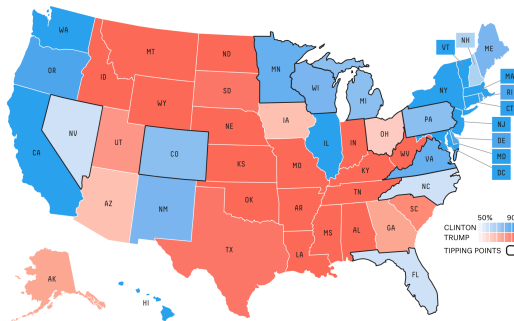 WA
OR
CA
NV
ID
MT
WY
UT
AZ
CO
NM
ND
SD
NE
KS
OK
TX
MN
IA
MO
AR
LA
WI
IL
MI
IN
OH
KY
TN
MS
AL
GA
FL
SC
NC
VA
WV
PA
NY
VT
NH
ME
MA
RI
CT
NJ
DE
MD
DC
AK
HI
50% 90
CLINTON
TRUMP
TIPPING POINTS